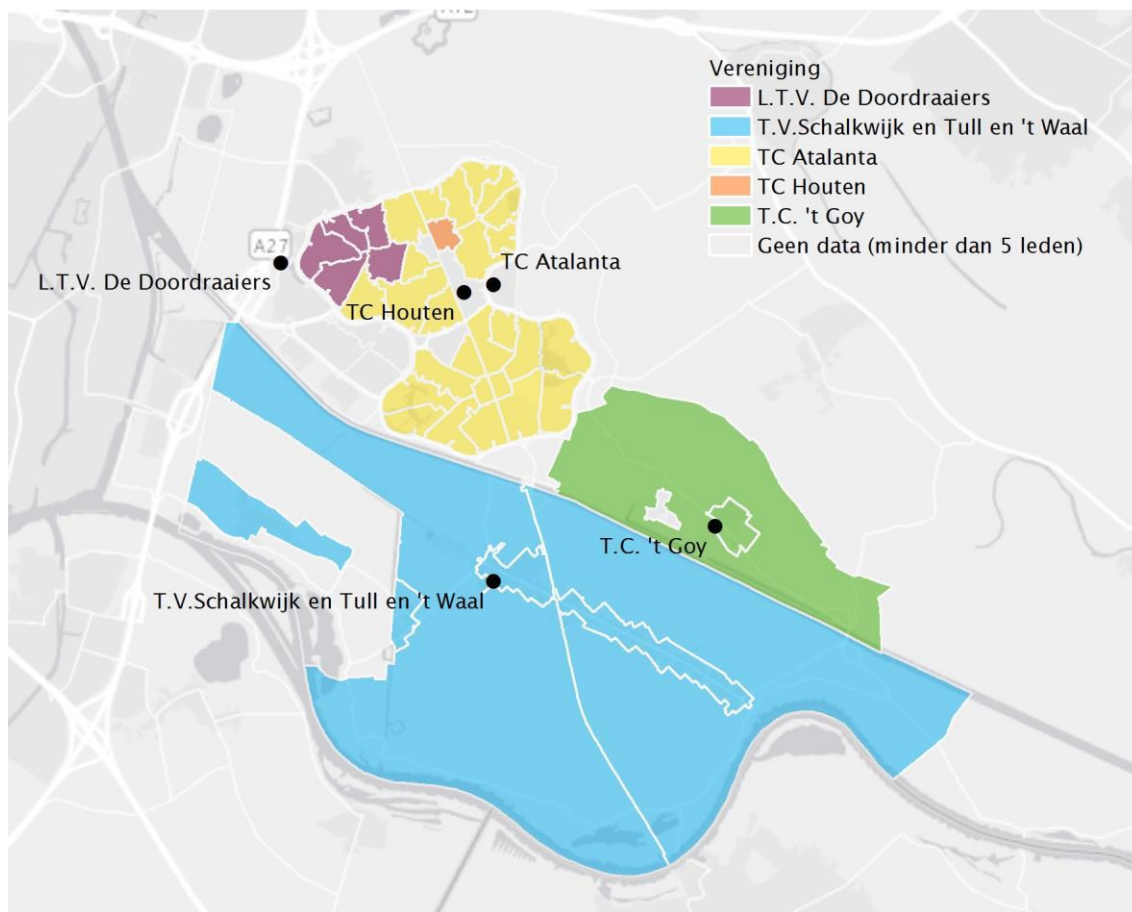 A12
Vereniging
L.T.V. De Doordraaiers
T.V.Schalkwijk en Tull en 't Waal
TC Atalanta
TC Houten
T.C. 't Goy
Geen data (minder dan 5 leden)
A27
L.T.V. De Doordraaiers
TC Atalanta
TC Houten
T.C. 't Goy
T.V.Schalkwijk en Tull en 't Waal